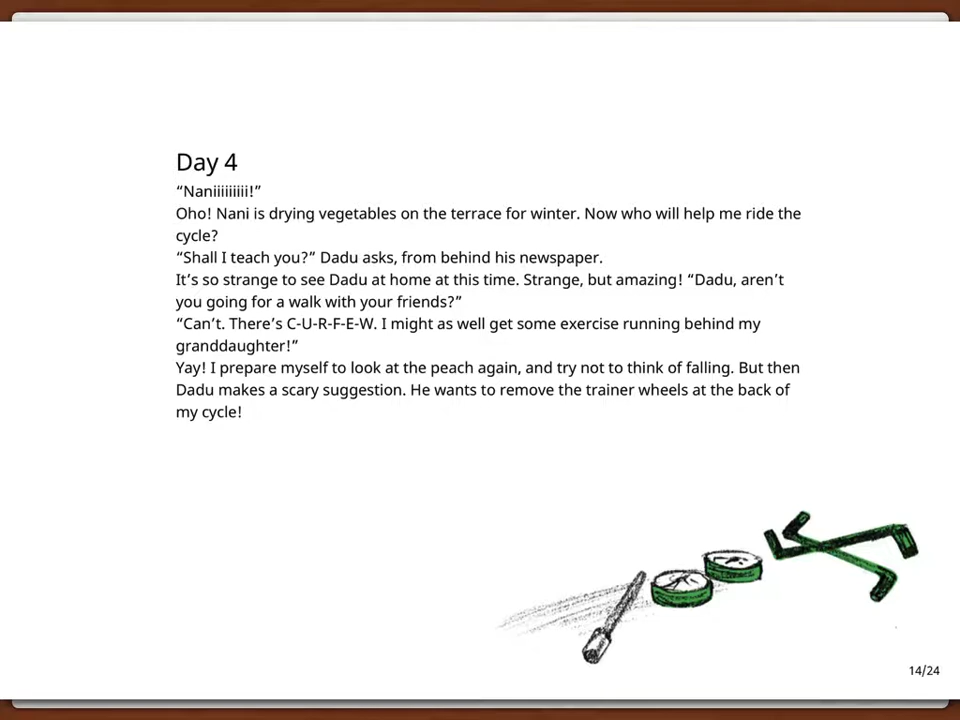 Day 4
“Naniiiiiiiii!”
Oho! Nani is drying vegetables on the terrace for winter. Now who will help me ride the
cycle?
“Shall I teach you?” Dadu asks, from behind his newspaper.
It’s so strange to see Dadu at home at this time. Strange, but amazing! “Dadu, aren’t
you going for a walk with your friends?”
“Can’t. There’s C-U-R-F-E-W. I might as well get some exercise running behind my
granddaughter!”
Yay! I prepare myself to look at the peach again, and try not to think of falling. But then
Dadu makes a scary suggestion. He wants to remove the trainer wheels at the back of
my cycle!
14/24